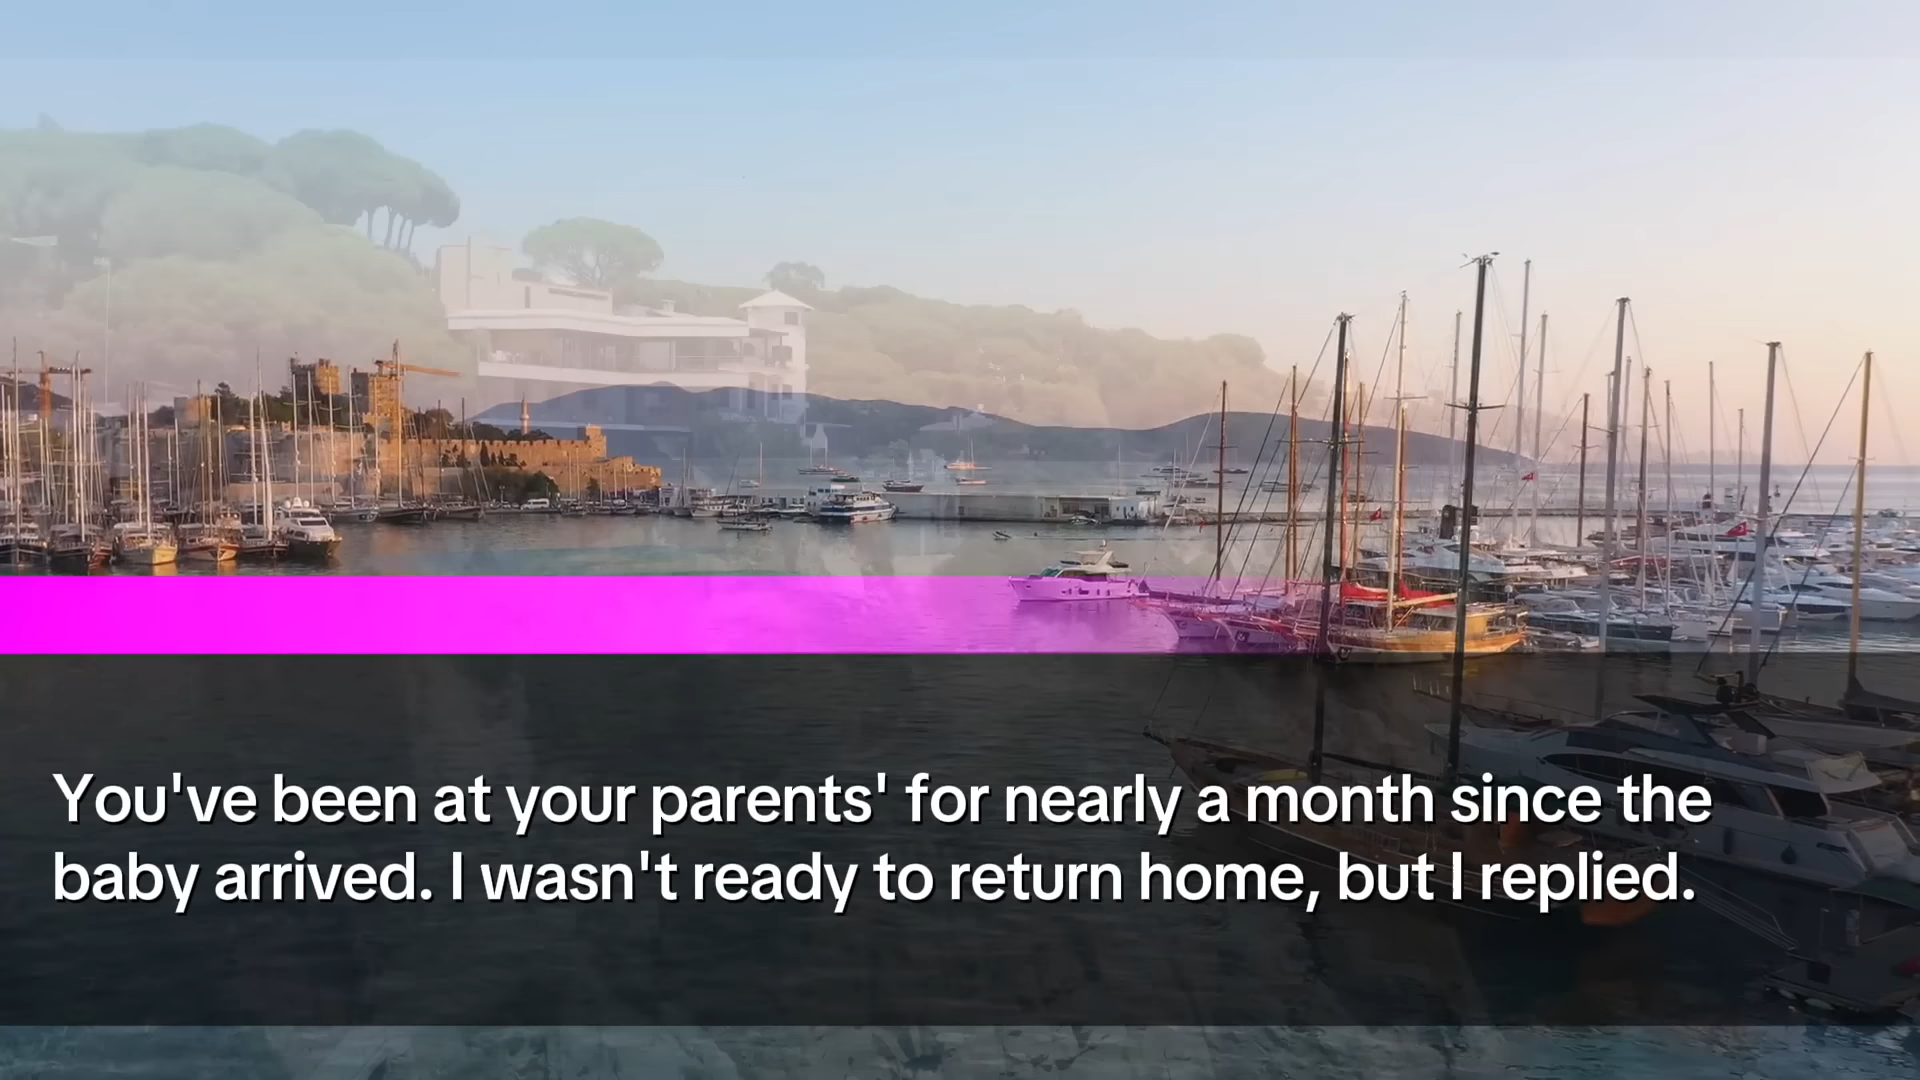 You've been at your parents' for nearly a month since the
baby arrived. I wasn't ready to return home, but I replied.